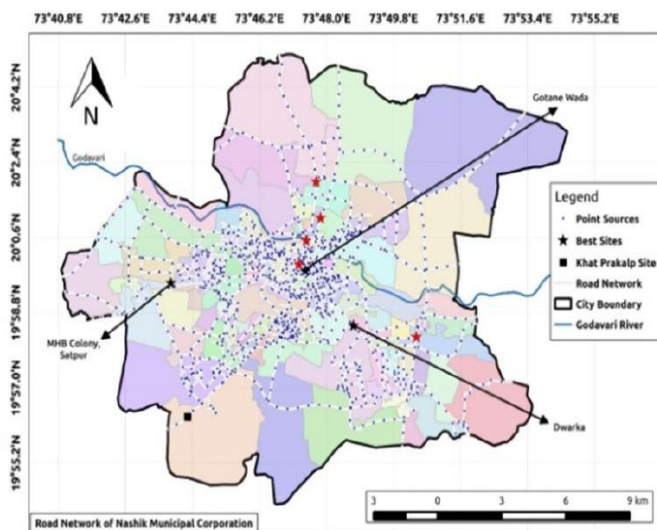 73°40.8'E 73°42.6'E 73°44.4'E 73°46.2'E 73°48.0'E 73°49.8'E 73°51.6'E 73°53.4'E 73°55.2'E
20°4.2'N
20°2.4'N
20°0.6'N
19°58.8'N
19°57.0'N
19°55.2'N
N
Godavari
Gotane Wada
MHB Colony,
Satpur
Dwarka
Legend
Point Sources
Best Sites
Khat Prakalp Site
Road Network
City Boundary
Godavari River
3 0 3 6 9 km
Road Network of Nashik Municipal Corporation